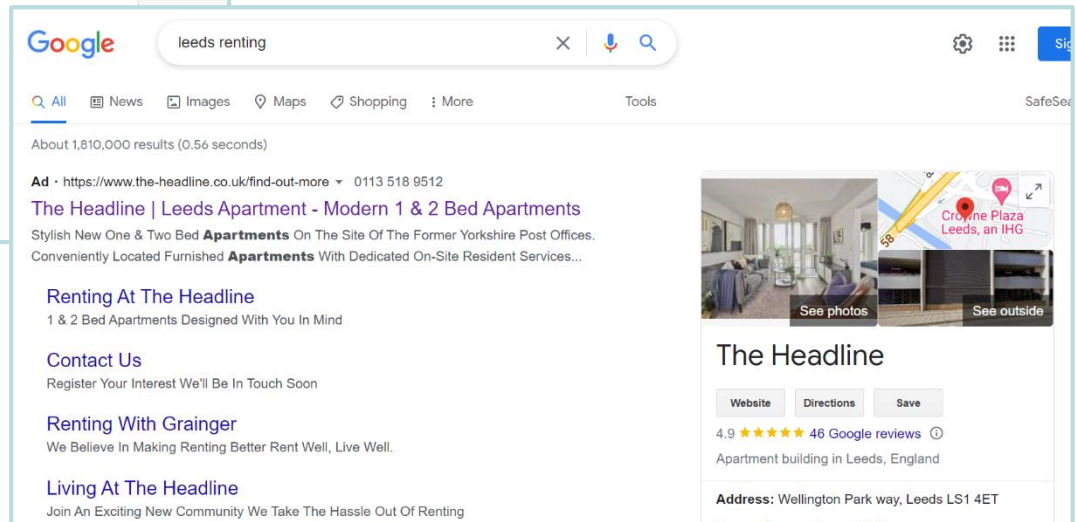 Google
leeds renting
Sig
All News Images Maps Shopping More Tools SafeSea
About 1,810,000 results (0.56 seconds)
Ad · https://www.the-headline.co.uk/find-out-more 0113 518 9512
The Headline | Leeds Apartment - Modern 1 & 2 Bed Apartments
Stylish New One & Two Bed Apartments On The Site Of The Former Yorkshire Post Offices.
Conveniently Located Furnished Apartments With Dedicated On-Site Resident Services...
Renting At The Headline
1 & 2 Bed Apartments Designed With You In Mind
Contact Us
Register Your Interest We'll Be In Touch Soon
Renting With Grainger
We Believe In Making Renting Better Rent Well, Live Well.
Living At The Headline
Join An Exciting New Community We Take The Hassle Out Of Renting
Crowne Plaza
Leeds, an IHG
58
See photos
See outside
The Headline
Website Directions Save
4.9 46 Google reviews
Apartment building in Leeds, England
Address: Wellington Park way, Leeds LS1 4ET